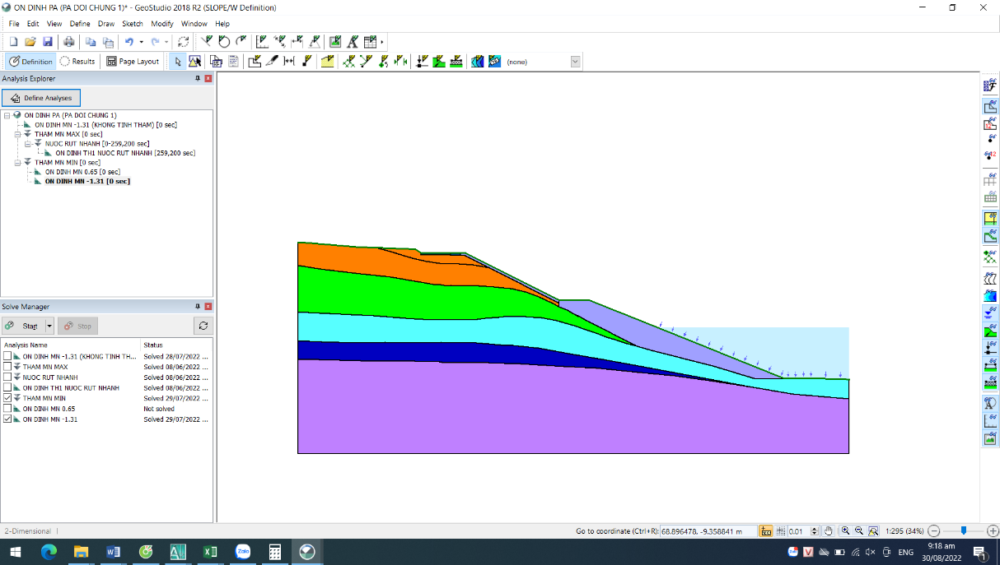 ON DINH PA (PA DOI CHUNG 1)* - GeoStudio 2018 R2 (SLOPE/W Definition)
File Edit View Define Draw Sketch Modify Window Help
Definition Results Page Layout (none)
Analysis Explorer
Define Analyses
ON DINH PA (PA DOI CHUNG 1)
ON DINH MN -1.31 (KHONG TINH THAM) [0 sec]
THAM MN MAX [0 sec]
NUOC RUT NHANH [0-259,200 sec]
ON DINH TH1 NUOC RUT NHANH [259,200 sec]
THAM MN MIN [0 sec]
ON DINH MN 0.65 [0 sec]
ON DINH MN -1.31 [0 sec]
Solve Manager
Start Stop
Analysis Name Status
ON DINH MN -1.31 (KHONG TINH TH... Solved 28/07/2022 ...
THAM MN MAX Solved 08/06/2022 ...
NUOC RUT NHANH Solved 08/06/2022 ...
ON DINH TH1 NUOC RUT NHANH Solved 08/06/2022 ...
THAM MN MIN Solved 29/07/2022 ...
ON DINH MN 0.65 Not solved
ON DINH MN -1.31 Solved 29/07/2022 ...
2-Dimensional Go to coordinate (Ctrl+R): 68.896478, -9.358841 m 0.01 1:295 (34%)
Zalo ENG 9:18 am
30/08/2022